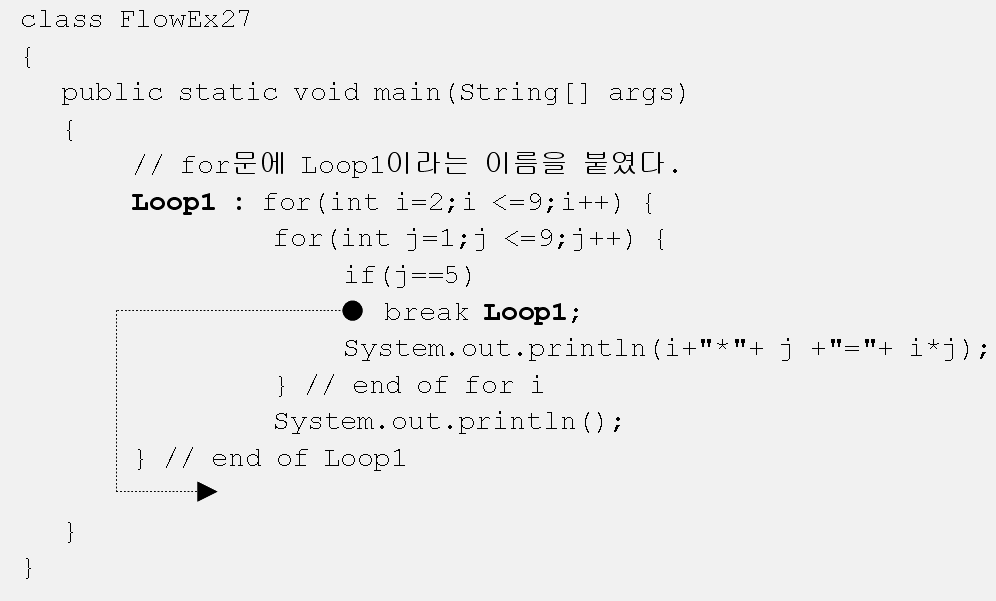 class FlowEx27
{
public static void main(String[] args)
{
// for문에 Loop1이라는 이름을 붙였다.
Loop1 : for(int i=2;i <=9;i++) {
for(int j=1;j <=9;j++) {
if(j==5)
break Loop1;
System.out.println(i+"*"+ j +"="+ i*j);
} // end of for i
System.out.println();
} // end of Loop1
}
}